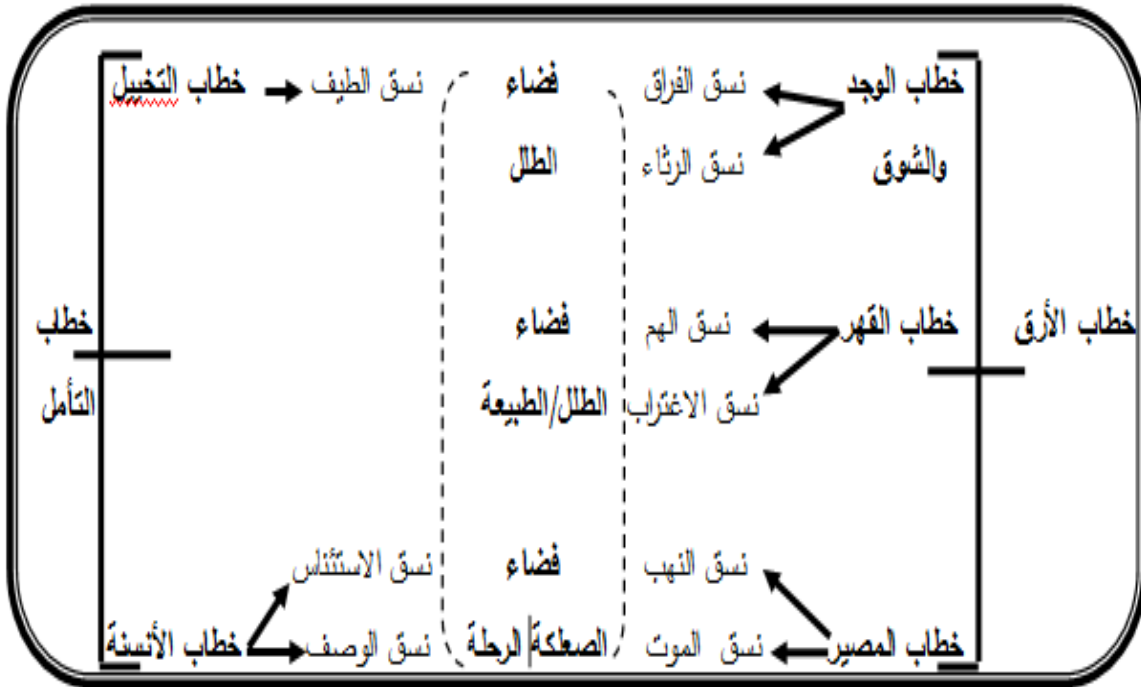 خطاب الوجد نسق الفراق فضاء نسق الطيف خطاب التخييل
والشوق نسق الرثاء الطلل
خطاب الأرق خطاب القهر نسق الهم فضاء خطاب
نسق الاغتراب الطلل/الطبيعة التأمل
نسق النهب فضاء نسق الاستئناس
خطاب المصير نسق الموت الصعلكة|الرحلة نسق الوصف خطاب الأنسنة